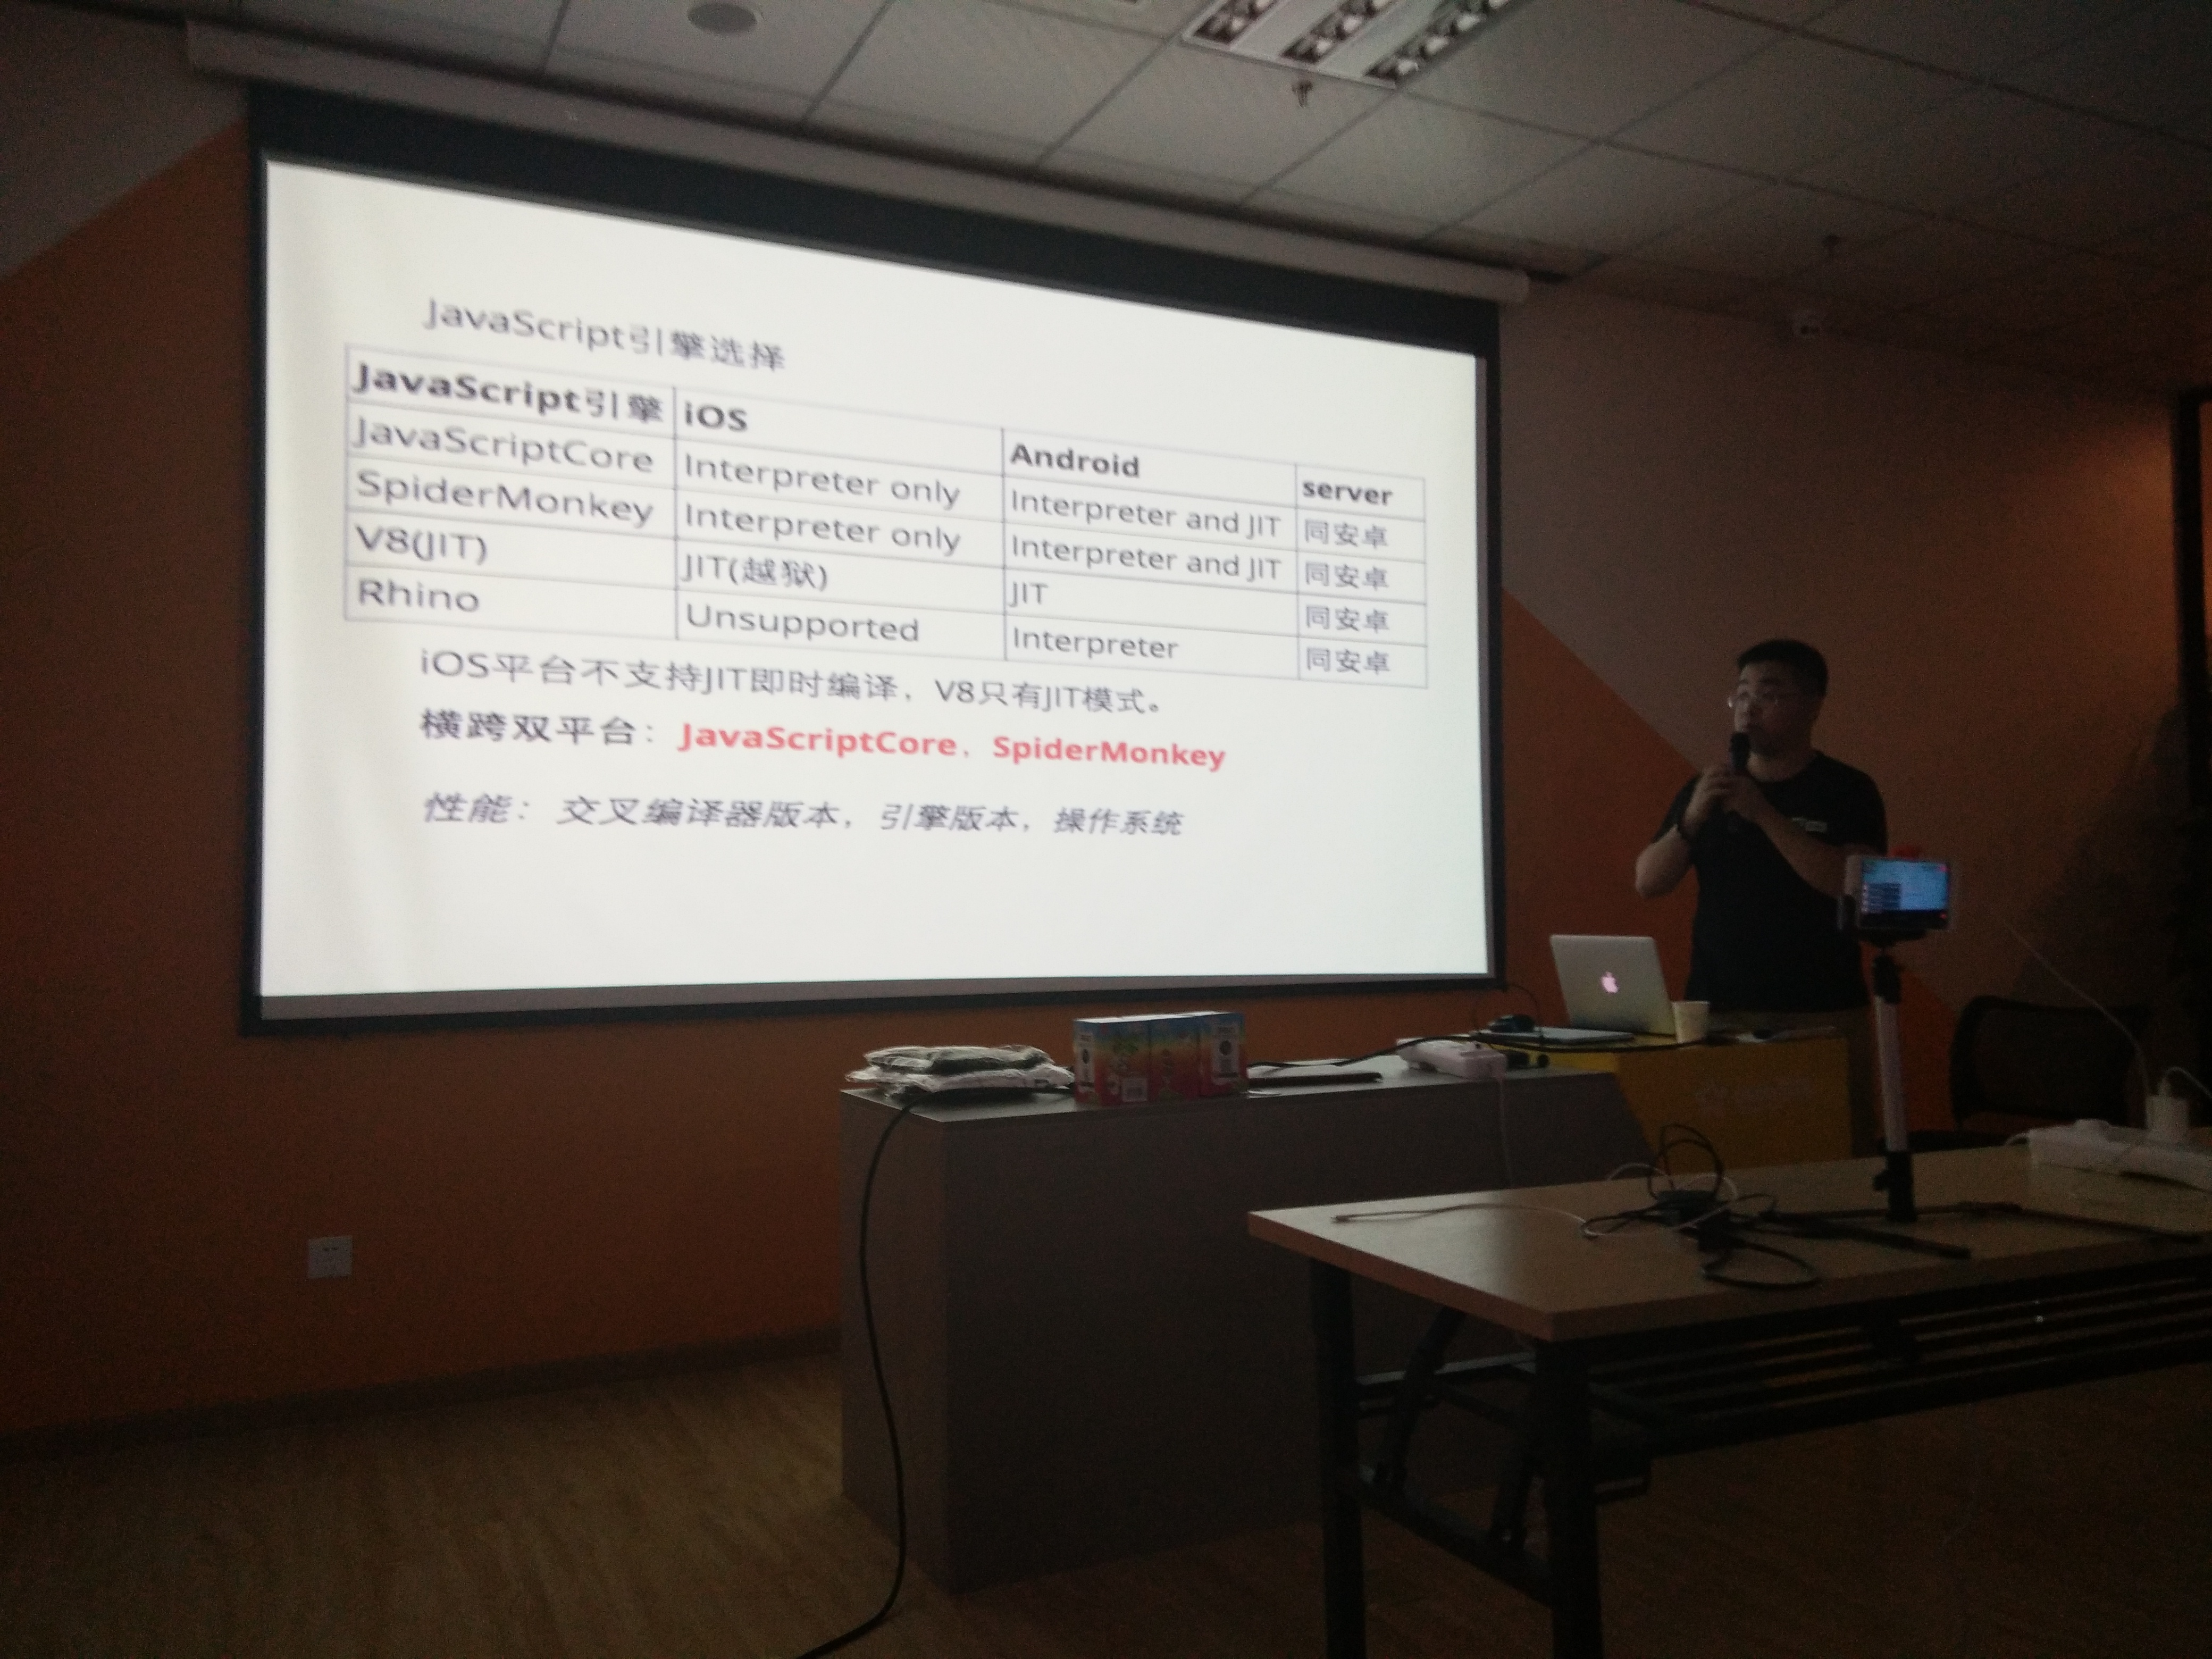 JavaScript引擎选择
JavaScript引擎 iOS Android server
JavaScriptCore Interpreter only Interpreter and JIT 同安卓
SpiderMonkey Interpreter only Interpreter and JIT 同安卓
V8(JIT) JIT(越狱) JIT 同安卓
Rhino Unsupported Interpreter 同安卓
iOS平台不支持JIT即时编译，V8只有JIT模式。
横跨双平台：JavaScriptCore，SpiderMonkey
性能：交叉编译器版本，引擎版本，操作系统